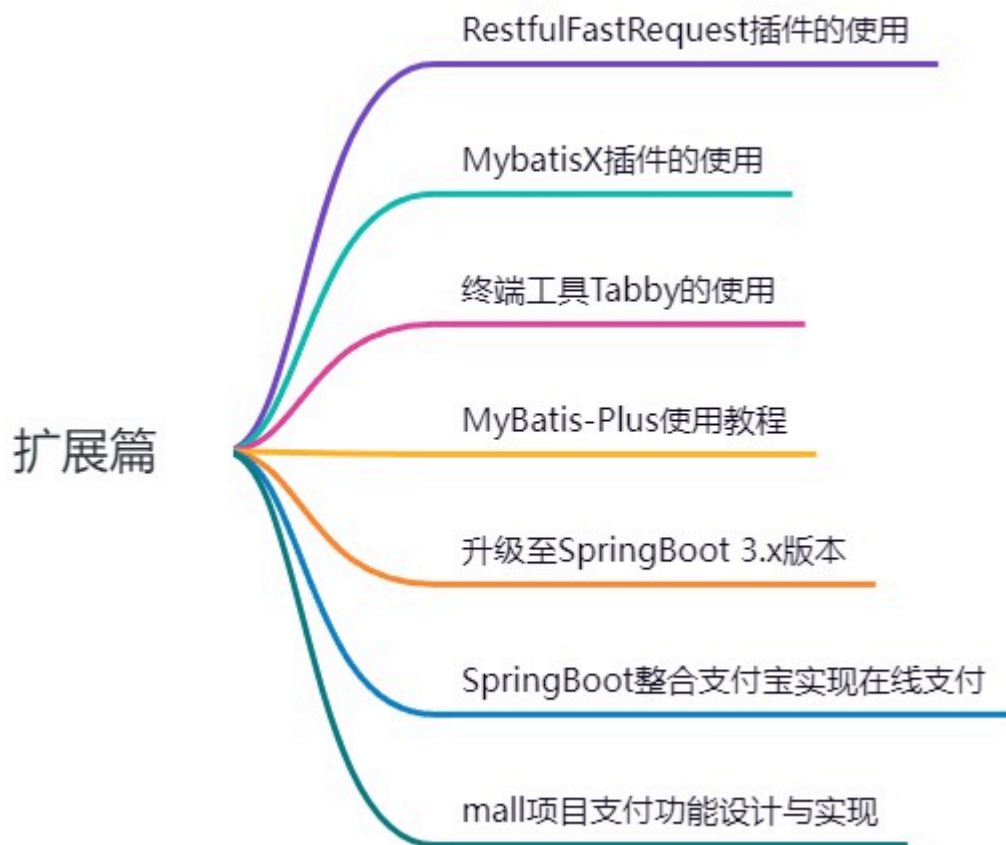 RestfulFastRequest插件的使用
MybatisX插件的使用
终端工具Tabby的使用
扩展篇
MyBatis-Plus使用教程
升级至SpringBoot 3.x版本
SpringBoot整合支付宝实现在线支付
mall项目支付功能设计与实现